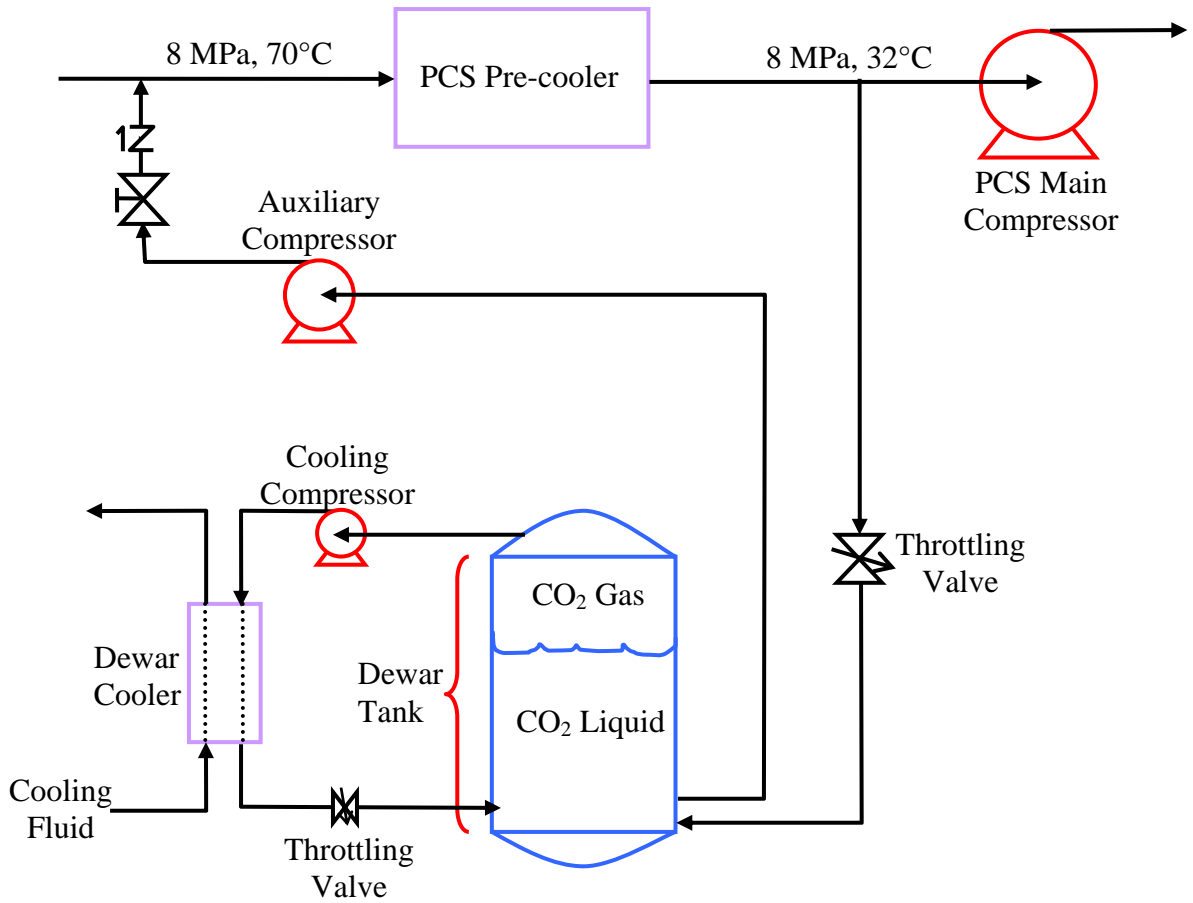 8 MPa, 70°C
PCS Pre-cooler
8 MPa, 32°C
PCS Main
Compressor
Auxiliary
Compressor
Cooling
Compressor
Throttling
Valve
CO₂ Gas
Dewar
Cooler
Dewar
Tank
CO₂ Liquid
Cooling
Fluid
Throttling
Valve